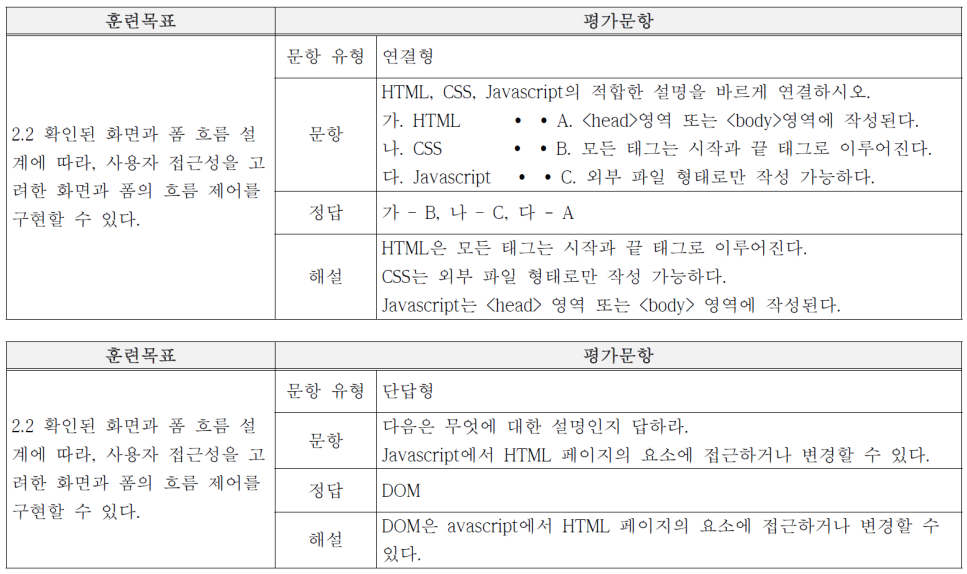 훈련목표 평가문항
문항 유형 연결형
2.2 확인된 화면과 폼 흐름 설
계에 따라, 사용자 접근성을 고
려한 화면과 폼의 흐름 제어를
구현할 수 있다.
문항
HTML, CSS, Javascript의 적합한 설명을 바르게 연결하시오.
가. HTML • • A. <head>영역 또는 <body>영역에 작성된다.
나. CSS • • B. 모든 태그는 시작과 끝 태그로 이루어진다.
다. Javascript • • C. 외부 파일 형태로만 작성 가능하다.
정답 가 - B, 나 - C, 다 - A
해설
HTML은 모든 태그는 시작과 끝 태그로 이루어진다.
CSS는 외부 파일 형태로만 작성 가능하다.
Javascript는 <head> 영역 또는 <body> 영역에 작성된다.
훈련목표 평가문항
문항 유형 단답형
2.2 확인된 화면과 폼 흐름 설
계에 따라, 사용자 접근성을 고
려한 화면과 폼의 흐름 제어를
구현할 수 있다.
문항
다음은 무엇에 대한 설명인지 답하라.
Javascript에서 HTML 페이지의 요소에 접근하거나 변경할 수 있다.
정답 DOM
해설
DOM은 avascript에서 HTML 페이지의 요소에 접근하거나 변경할 수
있다.